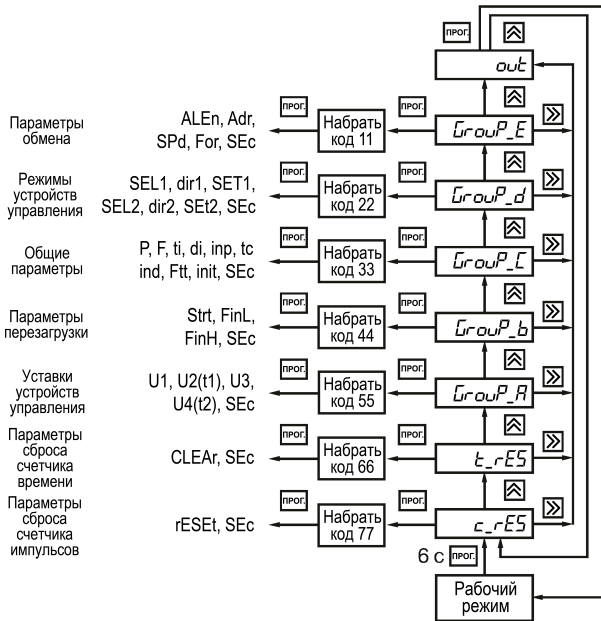 ПРОГ.
out
Параметры
обмена
ALEn, Adr,
SPd, For, SEc
ПРОГ.
Набрать
код 11
ПРОГ.
GrouP_E
Режимы
устройств
управления
SEL1, dir1, SET1,
SEL2, dir2, SEt2, SEc
ПРОГ.
Набрать
код 22
ПРОГ.
GrouP_d
Общие
параметры
P, F, ti, di, inp, tc
ind, Ftt, init, SEc
ПРОГ.
Набрать
код 33
ПРОГ.
GrouP_C
Параметры
перезагрузки
Strt, FinL,
FinH, SEc
ПРОГ.
Набрать
код 44
ПРОГ.
GrouP_b
Уставки
устройств
управления
U1, U2(t1), U3,
U4(t2), SEc
ПРОГ.
Набрать
код 55
ПРОГ.
GrouP_A
Параметры
сброса
счетчика
времени
CLEAr, SEc
ПРОГ.
Набрать
код 66
ПРОГ.
t_rES
Параметры
сброса
счетчика
импульсов
rESEt, SEc
ПРОГ.
Набрать
код 77
ПРОГ.
c_rES
6 с ПРОГ.
Рабочий
режим